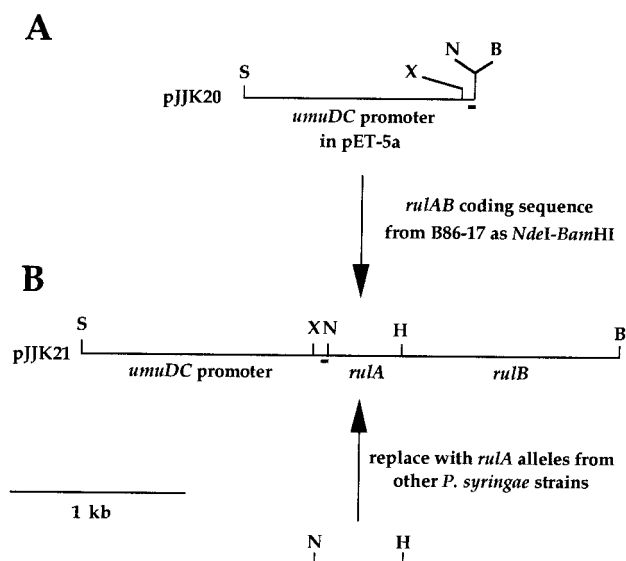 A
N B
X
S
pJJK20
umuDC promoter
in pET-5a
rulAB coding sequence
from B86-17 as NdeI-BamHI
B
S X N H B
pJJK21
umuDC promoter rulA rulB
replace with rulA alleles from
other P. syringae strains
1 kb
N H